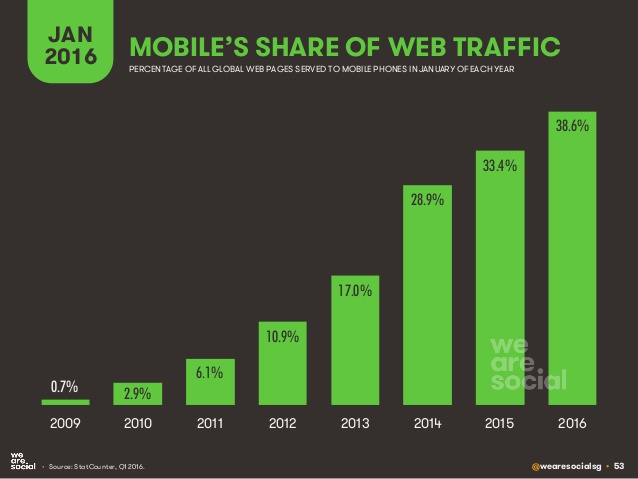 JAN
2016
MOBILE'S SHARE OF WEB TRAFFIC
PERCENTAGE OF ALL GLOBAL WEB PAGES SERVED TO MOBILE PHONES IN JANUARY OF EACH YEAR
0.7%
2.9%
6.1%
10.9%
17.0%
28.9%
33.4%
38.6%
we
are
social
2009 2010 2011 2012 2013 2014 2015 2016
we
are
social
• Source: StatCounter, Q1 2016.
@wearesocialsg • 53